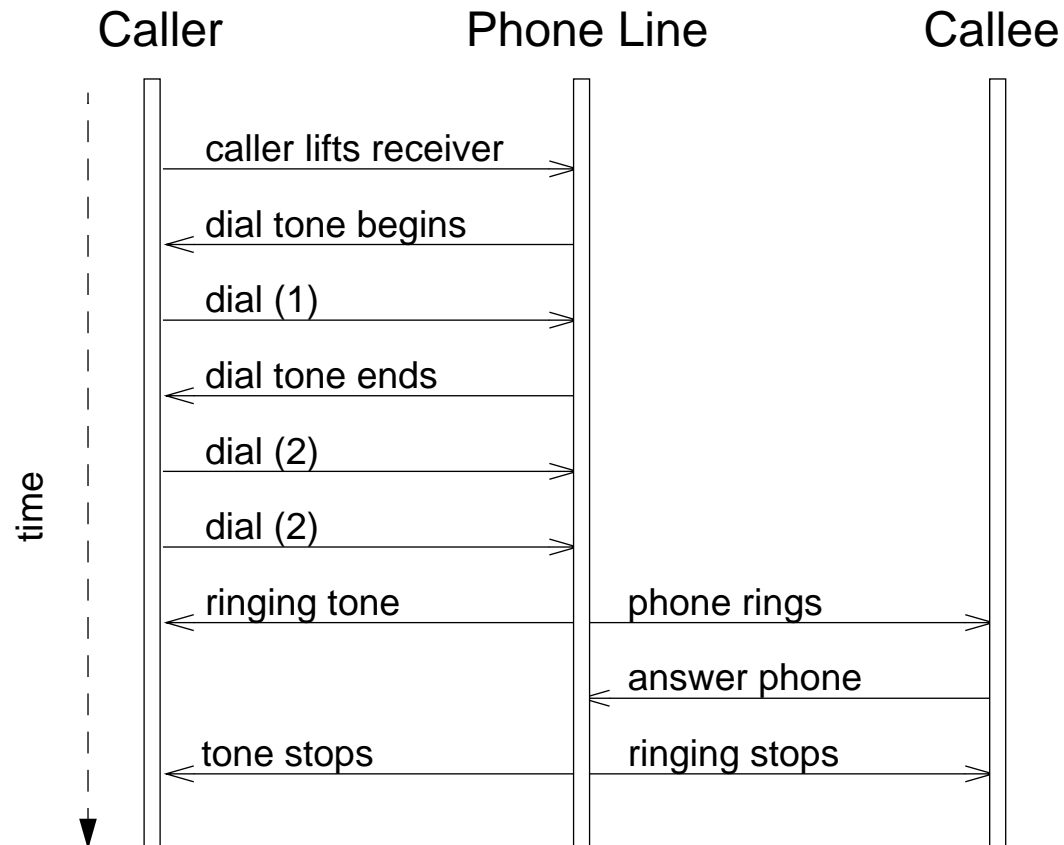 Caller Phone Line Callee
caller lifts receiver
dial tone begins
dial (1)
dial tone ends
dial (2)
time
dial (2)
ringing tone phone rings
answer phone
tone stops ringing stops